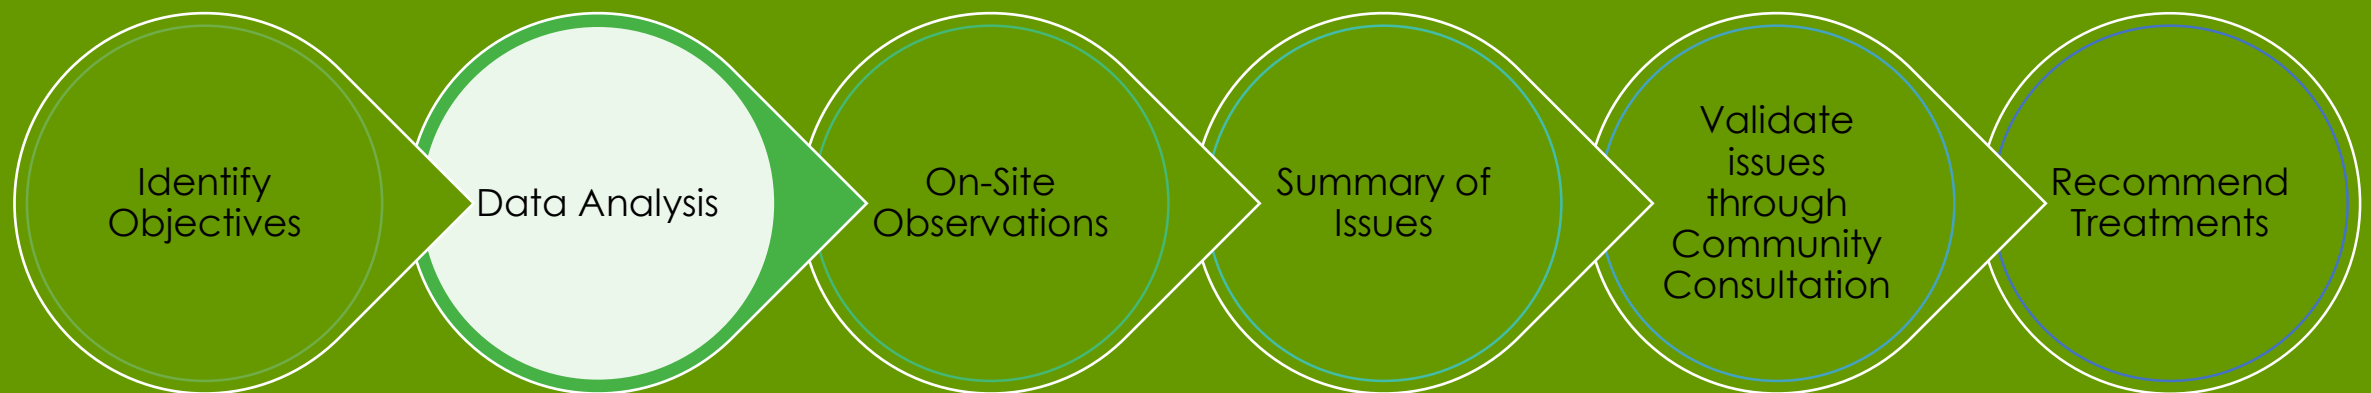 Identify
Objectives
Data Analysis
On-Site
Observations
Summary of
Issues
Validate
issues
through
Community
Consultation
Recommend
Treatments